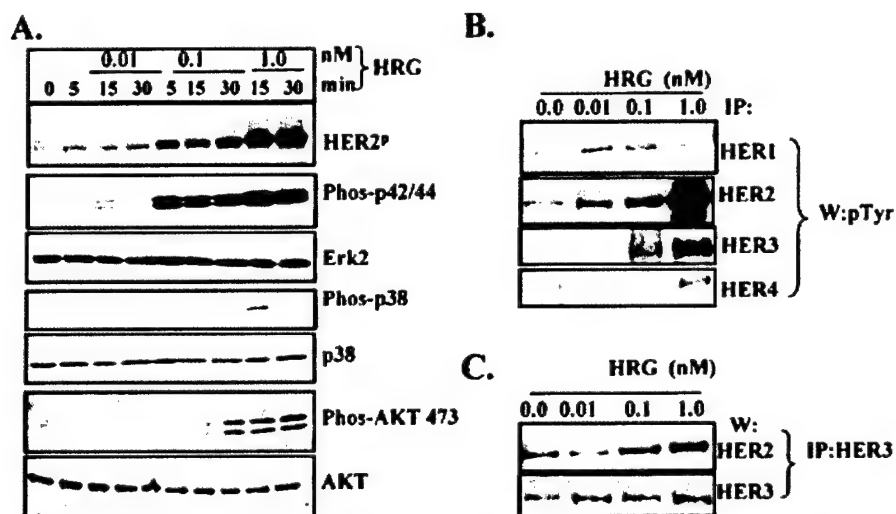 A.
0.01 0.1 1.0 nM } HRG
0 5 15 30 5 15 30 15 30 min
HER2ᵖ
Phos-p42/44
Erk2
Phos-p38
p38
Phos-AKT 473
AKT
B.
HRG (nM)
0.0 0.01 0.1 1.0 IP:
HER1
HER2
HER3
HER4
W:pTyr
C.
HRG (nM)
0.0 0.01 0.1 1.0
W:
HER2
HER3
IP:HER3